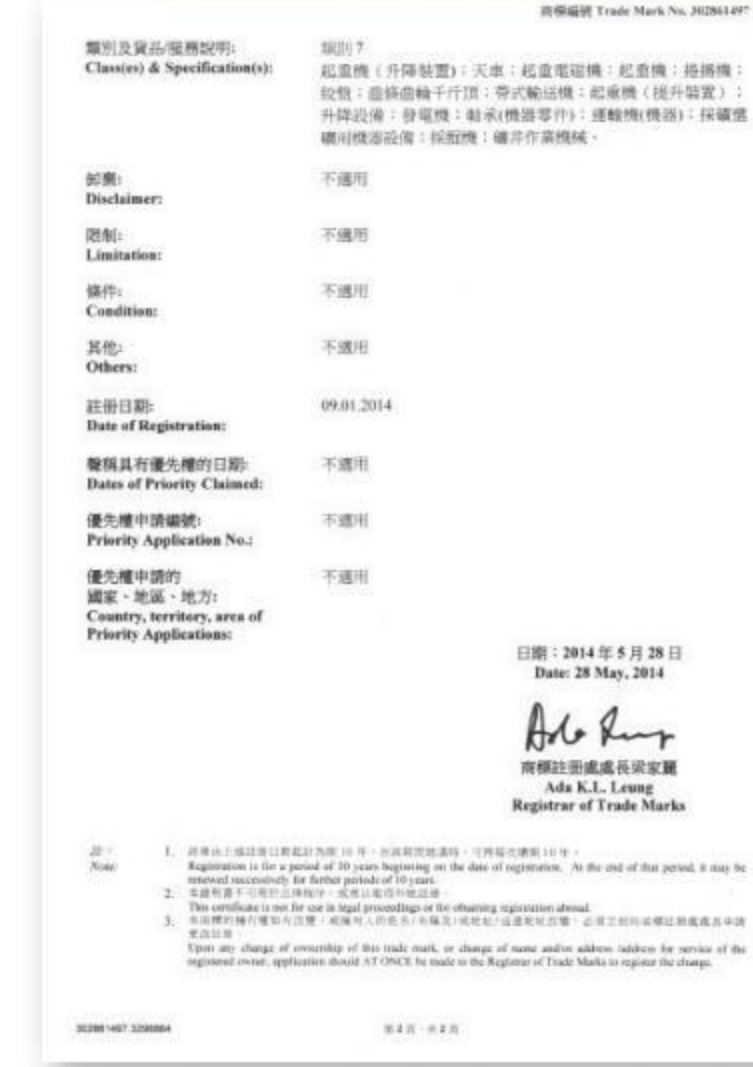 商標編號 Trade Mark No. 302861497
類別及貨品/服務說明:
Class(es) & Specification(s):
類別 7
起重機（升降裝置)；天車；起重電磁機；起重機；捲揚機；
絞盤；齒條齒輪千斤頂；帶式輸送機；起重機（提升裝置）；
升降設備；發電機；軸承(機器零件)；運輸機(機器)；採礦選
礦用機器設備；採掘機；礦井作業機械。
卸棄:
Disclaimer:
不適用
限制:
Limitation:
不適用
條件:
Condition:
不適用
其他:
Others:
不適用
註冊日期:
Date of Registration:
09.01.2014
聲稱具有優先權的日期:
Dates of Priority Claimed:
不適用
優先權申請編號:
Priority Application No.:
不適用
優先權申請的
國家、地區、地方:
Country, territory, area of
Priority Applications:
不適用
日期：2014 年 5 月 28 日
Date: 28 May, 2014
商標註冊處處長梁家麗
Ada K.L. Leung
Registrar of Trade Marks
註：
Note:
1.
Registration is for a period of 10 years beginning on the date of registration. At the end of that period, it may be
renewed successively for further periods of 10 years.
2.
This certificate is not for use in legal proceedings or for obtaining registration abroad.
3.
Upon any change of ownership of this trade mark, or change of name and/or address /address for service of the
registered owner, application should AT ONCE be made to the Registrar of Trade Marks to register the change.
302861497 3298884
第 2 頁，共 2 頁